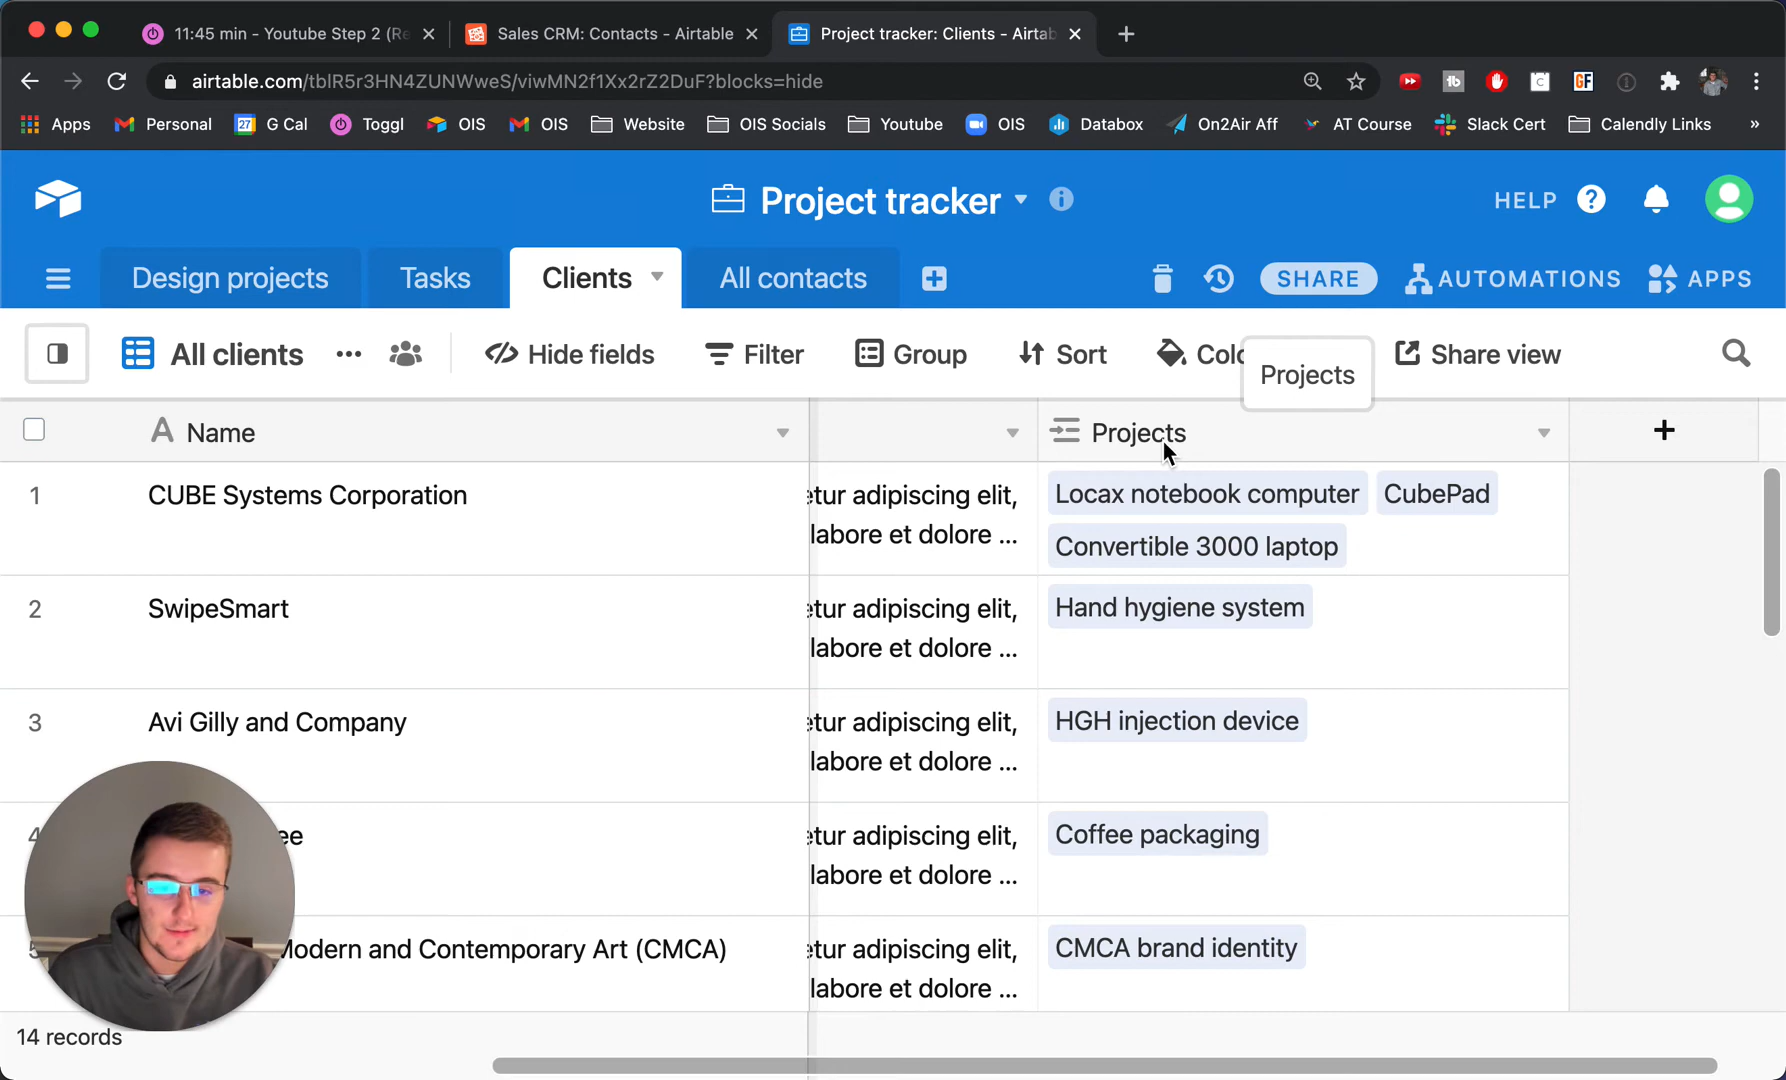 11:45 min - Youtube Step 2 (Re
Sales CRM: Contacts - Airtable
Project tracker: Clients - Airtab
airtable.com/tblR5r3HN4ZUNWweS/viwMN2f1Xx2rZ2DuF?blocks=hide
Apps Personal 27 G Cal Toggl OIS OIS Website OIS Socials Youtube OIS Databox On2Air Aff AT Course Slack Cert Calendly Links »
Project tracker
HELP
Design projects Tasks Clients All contacts SHARE AUTOMATIONS APPS
All clients ... Hide fields Filter Group Sort Colo Share view
Projects
Name Projects
1 CUBE Systems Corporation etur adipiscing elit, Locax notebook computer CubePad
labore et dolore ... Convertible 3000 laptop
2 SwipeSmart etur adipiscing elit, Hand hygiene system
labore et dolore ...
3 Avi Gilly and Company etur adipiscing elit, HGH injection device
labore et dolore ...
4 ee etur adipiscing elit, Coffee packaging
labore et dolore ...
5 Modern and Contemporary Art (CMCA) etur adipiscing elit, CMCA brand identity
labore et dolore ...
14 records